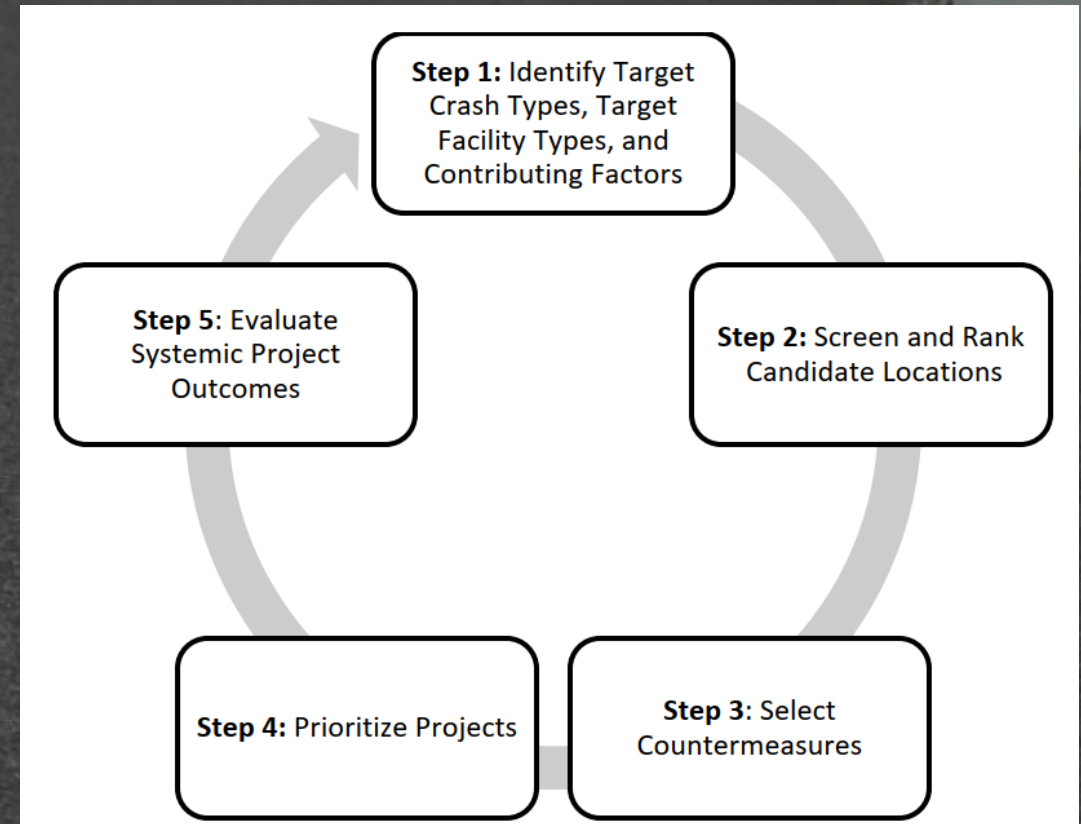 Step 1: Identify Target
Crash Types, Target
Facility Types, and
Contributing Factors
Step 2: Screen and Rank
Candidate Locations
Step 3: Select
Countermeasures
Step 4: Prioritize Projects
Step 5: Evaluate
Systemic Project
Outcomes